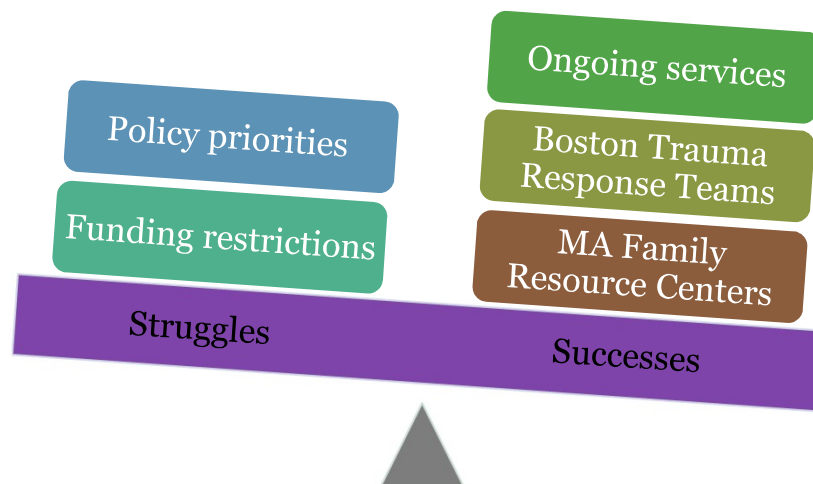 Policy priorities
Funding restrictions
Struggles
Ongoing services
Boston Trauma
Response Teams
MA Family
Resource Centers
Successes